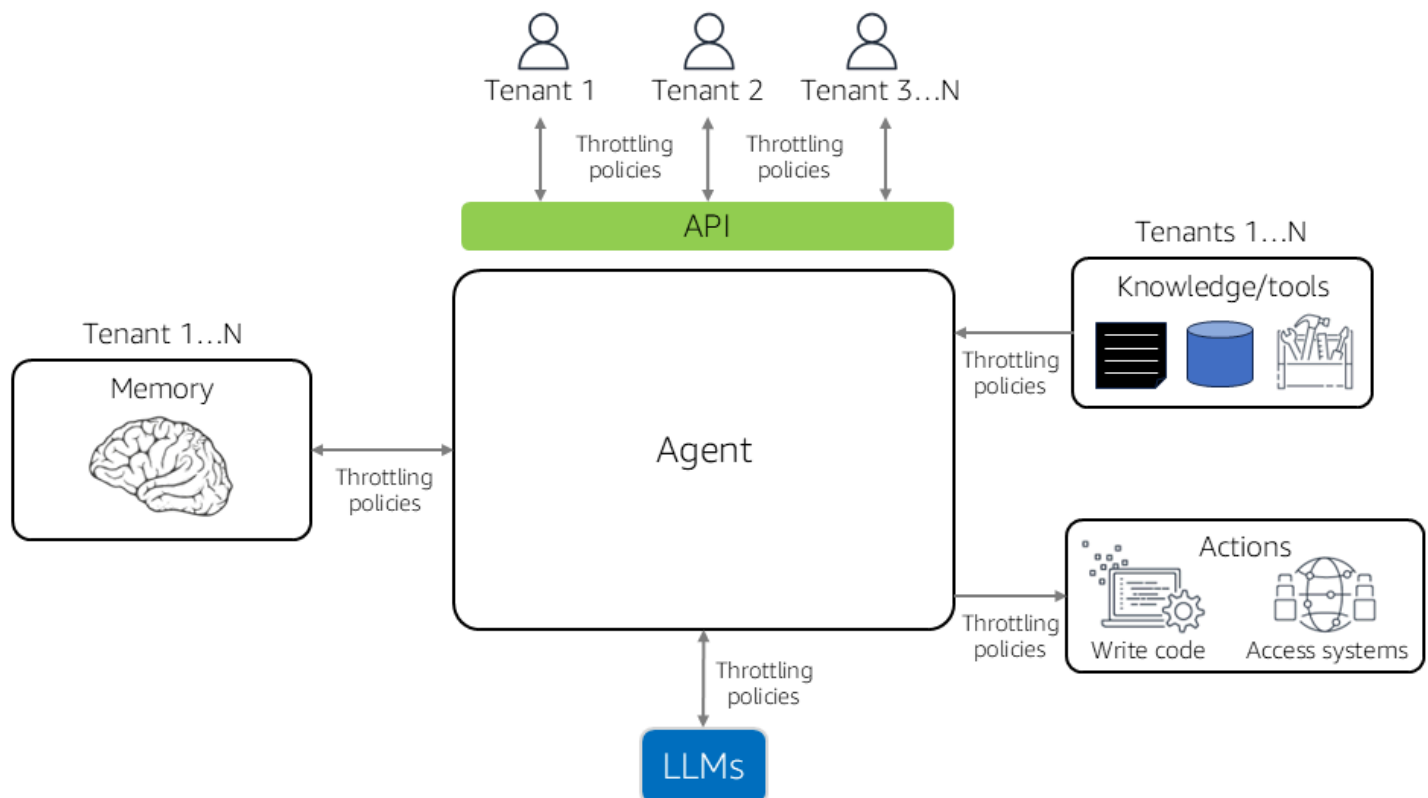 Tenant 1
Tenant 2
Tenant 3...N
Throttling
policies
Throttling
policies
API
Tenants 1...N
Knowledge/tools
Throttling
policies
Tenant 1...N
Memory
Throttling
policies
Agent
Actions
Write code
Access systems
Throttling
policies
Throttling
policies
LLMs